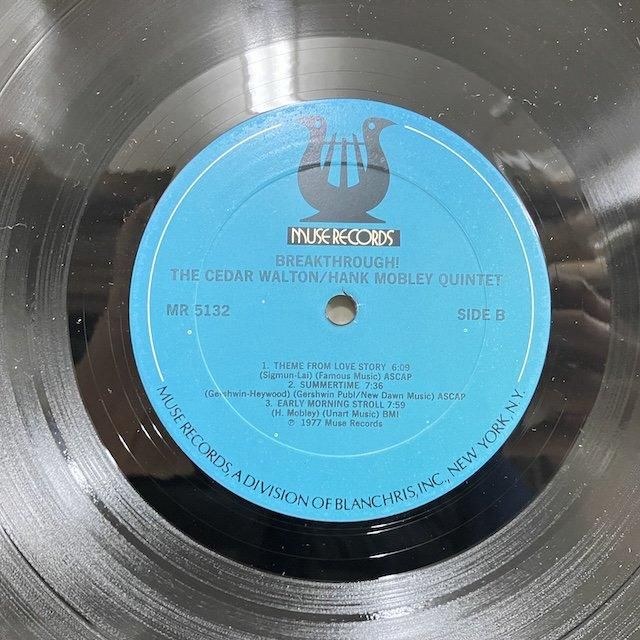 MUSE RECORDS
BREAKTHROUGH!
THE CEDAR WALTON/HANK MOBLEY QUINTET
MR 5132
SIDE B
1. THEME FROM LOVE STORY 6:09
(Sigmun-Lai) (Famous Music) ASCAP
2. SUMMERTIME 7:36
(Gershwin-Heywood) (Gershwin Publ/New Dawn Music) ASCAP
3. EARLY MORNING STROLL 7:59
(H. Mobley) (Unart Music) BMI
℗ 1977 Muse Records
MUSE RECORDS, A DIVISION OF BLANCHRIS, INC., NEW YORK, N.Y.